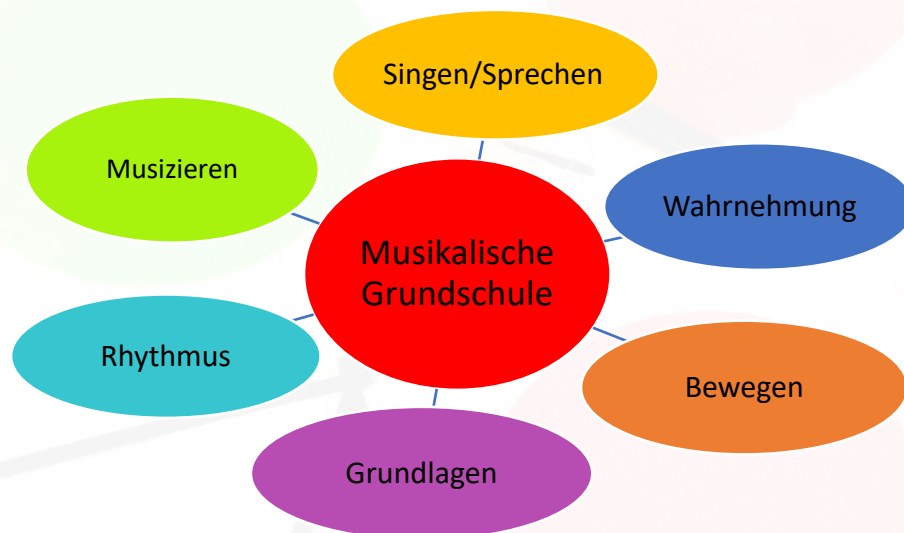 Singen/Sprechen
Musizieren
Wahrnehmung
Musikalische
Grundschule
Rhythmus
Bewegen
Grundlagen